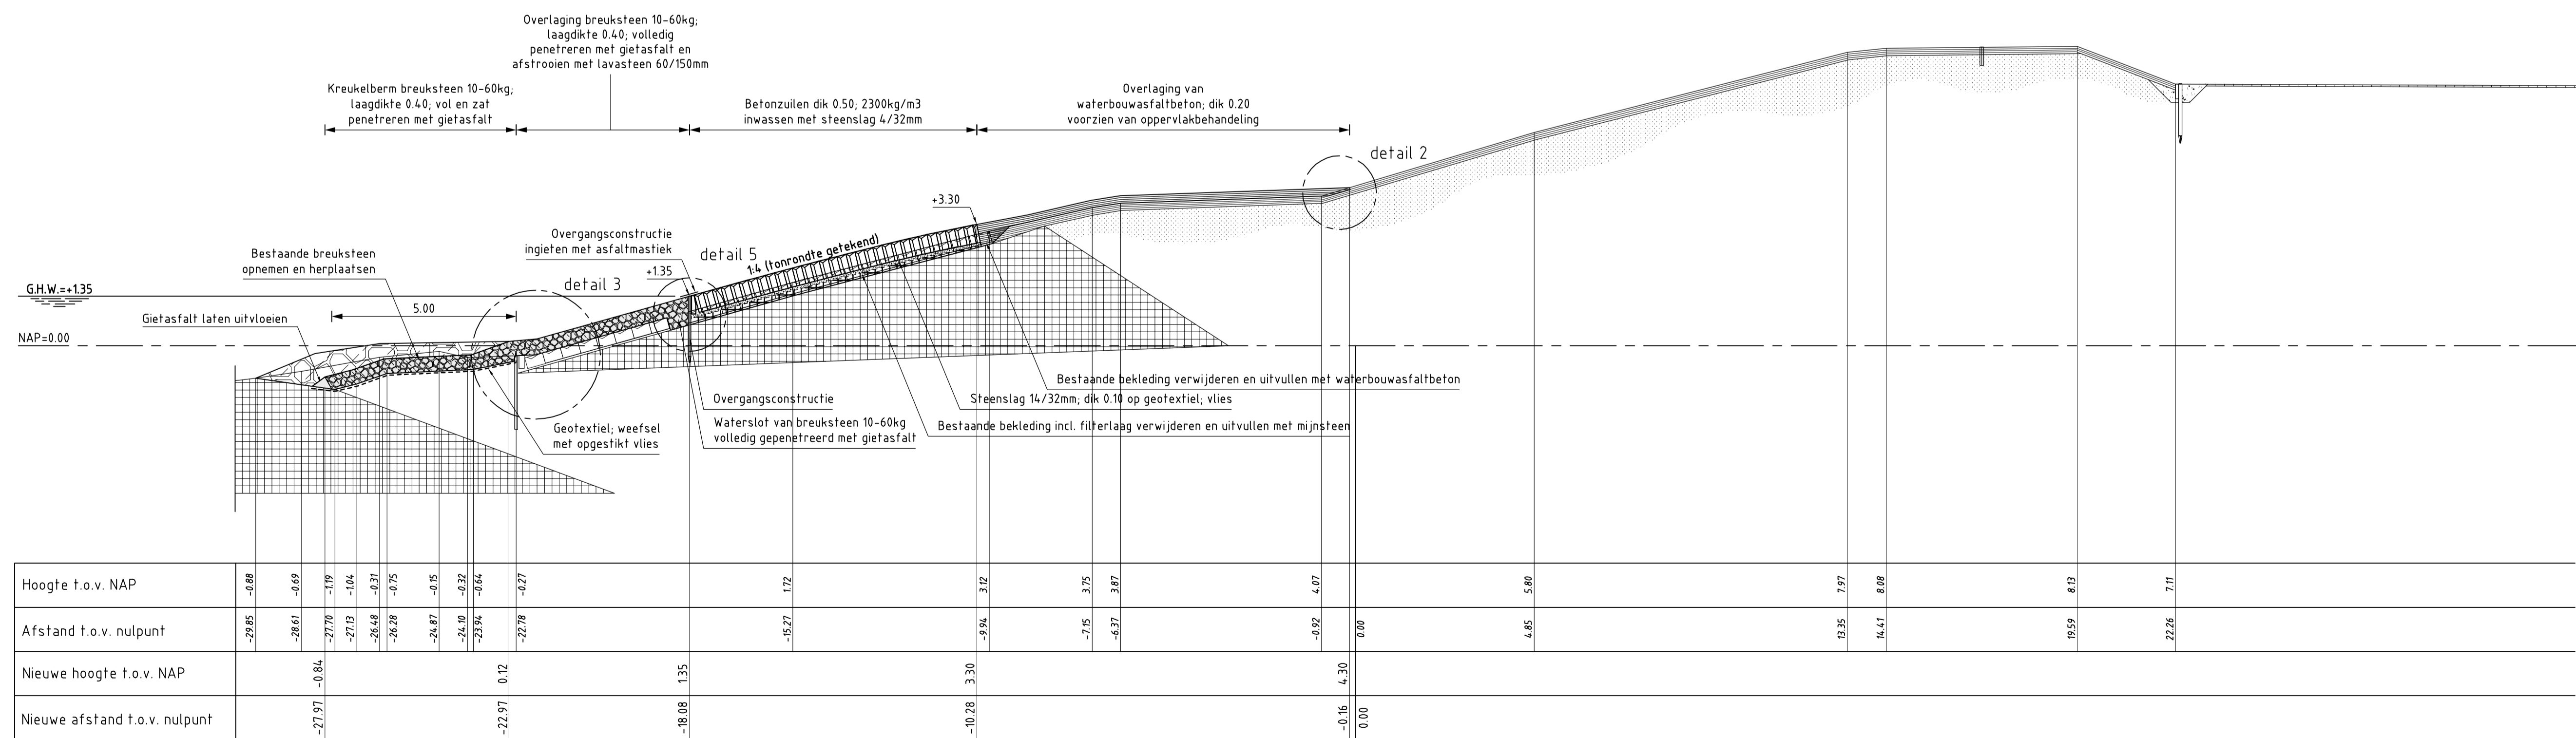 Overlaging breuksteen 10-60kg;
laagdikte 0.40; volledig
penetreren met gietasfalt en
afstrooien met lavasteen 60/150mm
Kreukelberm breuksteen 10-60kg;
laagdikte 0.40; vol en zat
penetreren met gietasfalt
Betonzuilen dik 0.50; 2300kg/m3
inwassen met steenslag 4/32mm
Overlaging van
waterbouwasfaltbeton; dik 0.20
voorzien van oppervlakbehandeling
detail 2
+3.30
Overgangsconstructie
ingieten met asfaltmastiek
detail 5
1:4 (tonrondte getekend)
Bestaande breuksteen
opnemen en herplaatsen
+1.35
detail 3
G.H.W.=+1.35
5.00
Gietasfalt laten uitvloeien
NAP=0.00
Bestaande bekleding verwijderen en uitvullen met waterbouwasfaltbeton
Overgangsconstructie
Steenslag 14/32mm; dik 0.10 op geotextiel; vlies
Geotextiel; weefsel
met opgestikt vlies
Waterslot van breuksteen 10-60kg
volledig gepenetreerd met gietasfalt
Bestaande bekleding incl. filterlaag verwijderen en uitvullen met mijnsteen
Hoogte t.o.v. NAP -0.88 -0.69 -1.19 -1.04 -0.31 -0.75 -0.15 -0.32 -0.64 -0.27 1.72 3.12 3.75 3.87 4.07 5.80 7.97 8.08 8.13 7.11
Afstand t.o.v. nulpunt -29.85 -28.61 -27.70 -27.13 -26.48 -26.28 -24.87 -24.10 -23.94 -22.78 -15.27 -9.94 -7.15 -6.37 -0.92 0.00 4.85 13.35 14.41 19.59 22.26
Nieuwe hoogte t.o.v. NAP -0.84 0.12 1.35 3.30 4.30
Nieuwe afstand t.o.v. nulpunt -27.97 -22.97 -18.08 -10.28 -0.16 0.00